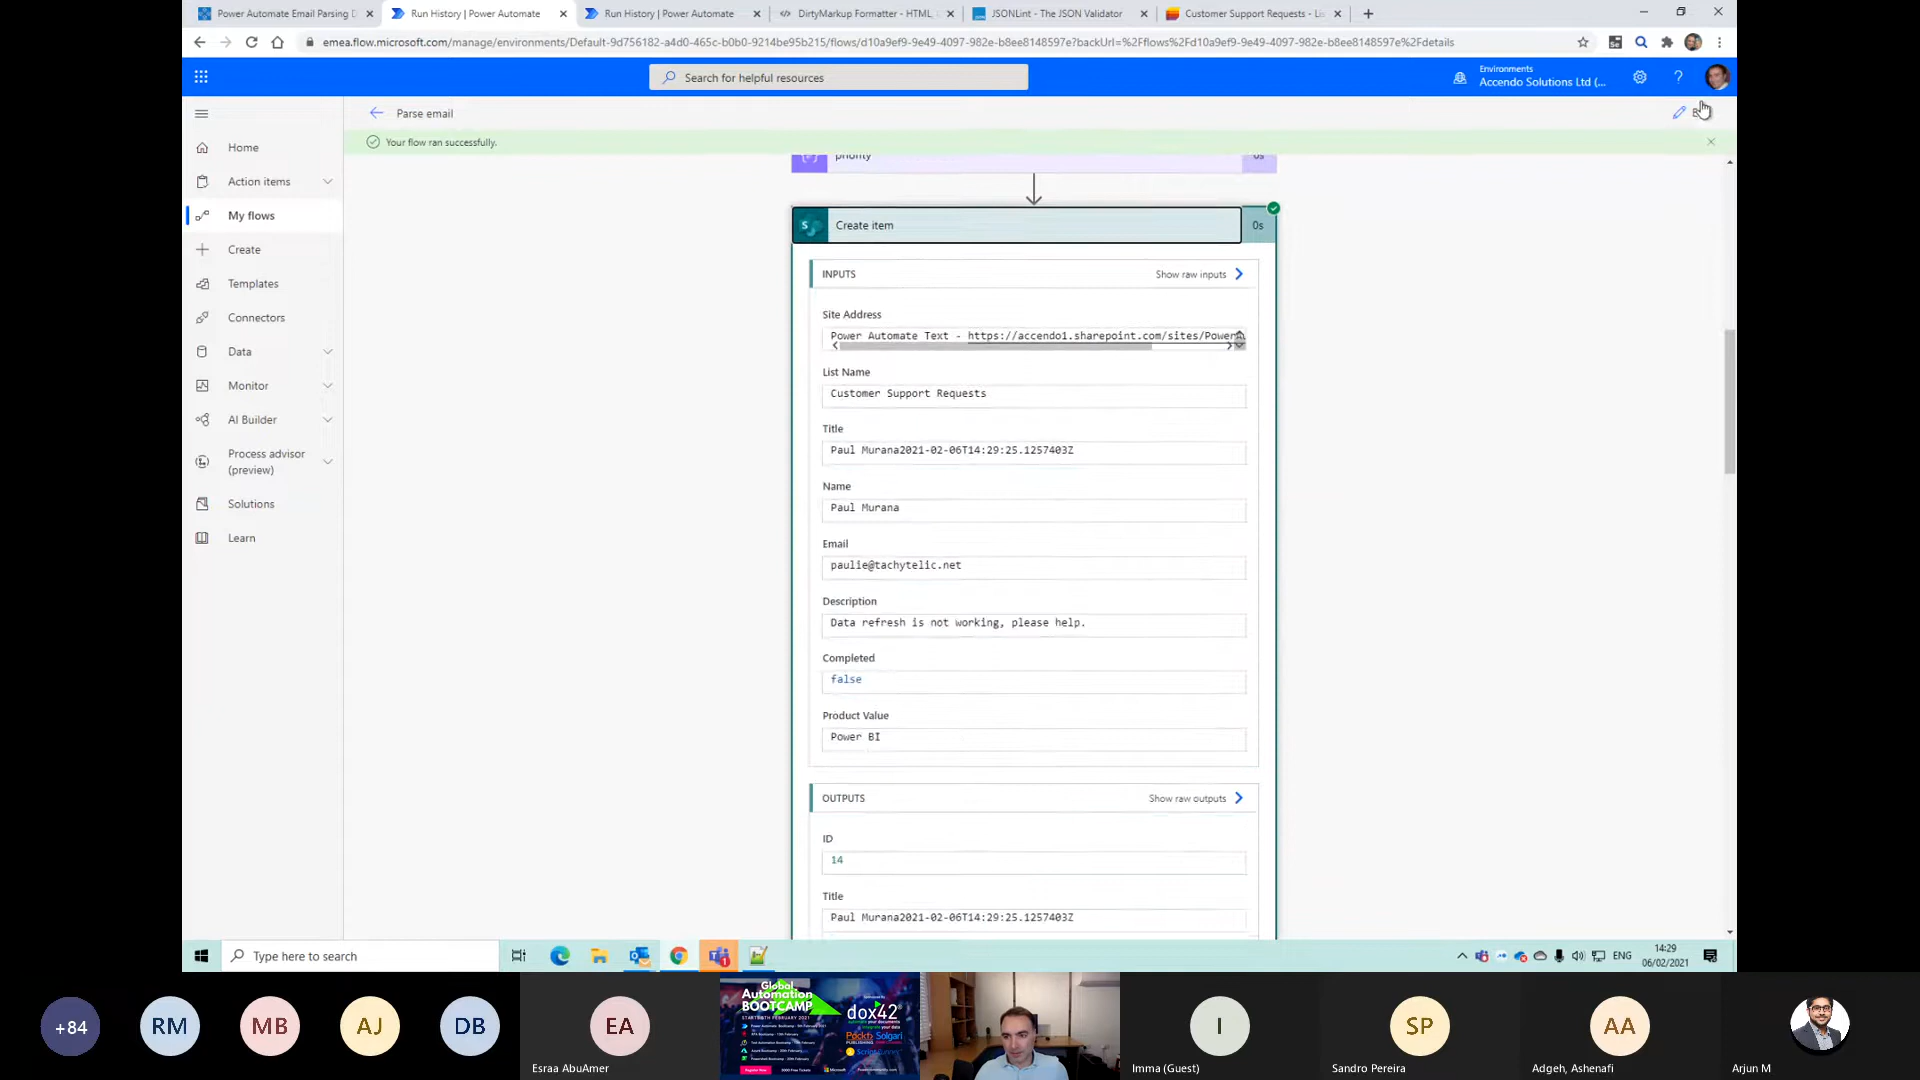 Power Automate Email Parsing D
Run History | Power Automate
Run History | Power Automate
DirtyMarkup Formatter - HTML,
JSONLint - The JSON Validator
Customer Support Requests - Li
emea.flow.microsoft.com/manage/environments/Default-9d756182-a4d0-465c-b0b0-9214be95b215/flows/d10a9ef9-9e49-4097-982e-b8ee8148597e?backUrl=%2Fflows%2Fd10a9ef9-9e49-4097-982e-b8ee8148597e%2Fdetails
Search for helpful resources
Environments
Accendo Solutions Ltd (...
Parse email
Your flow ran successfully.
Home
Action items
My flows
Create
Templates
Connectors
Data
Monitor
AI Builder
Process advisor
(preview)
Solutions
Learn
priority
0s
Create item
0s
INPUTS
Show raw inputs
Site Address
Power Automate Text - https://accendo1.sharepoint.com/sites/PowerA
List Name
Customer Support Requests
Title
Paul Murana2021-02-06T14:29:25.1257403Z
Name
Paul Murana
Email
paulie@tachytelic.net
Description
Data refresh is not working, please help.
Completed
false
Product Value
Power BI
OUTPUTS
Show raw outputs
ID
14
Title
Paul Murana2021-02-06T14:29:25.1257403Z
Type here to search
ENG
14:29
06/02/2021
+84
RM
MB
AJ
DB
EA
Esraa AbuAmer
Global
Automation
BOOTCAMP
dox42
I
Imma (Guest)
SP
Sandro Pereira
AA
Adgeh, Ashenafi
Arjun M